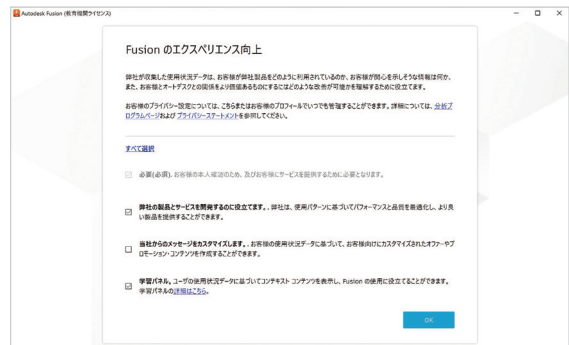 Autodesk Fusion (教育機関ライセンス)
Fusion のエクスペリエンス向上
弊社が収集した使用状況データは、お客様が弊社製品をどのように利用されているのか、お客様が関心を示しそうな情報は何か、
また、お客様とオートデスクとの関係をより価値あるものにするにはどのような改善が可能かを理解するために役立てます。
お客様のプライバシー設定については、こちらまたはお客様のプロフィールでいつでも管理することができます。詳細については、分析プ
ログラムページおよび プライバシーステートメントを参照してください。
すべて選択
必要(必須)。お客様の本人確認のため、及びお客様にサービスを提供するために必要となります。
弊社の製品とサービスを開発するのに役立てます。. 弊社は、使用パターンに基づいてパフォーマンスと品質を最適化し、より良
い製品を提供することができます。
当社からのメッセージをカスタマイズします。. お客様の使用状況データに基づいて、お客様向けにカスタマイズされたオファーやプ
ロモーション・コンテンツを作成することができます。
学習パネル。ユーザの使用状況データに基づいてコンテキスト コンテンツを表示し、Fusion の使用に役立てることができます。
学習パネルの詳細はこちら。
OK